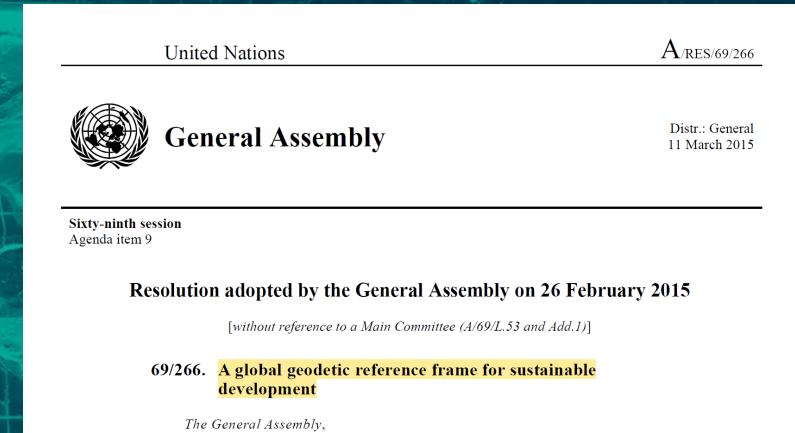 United Nations
A/RES/69/266
General Assembly
Distr.: General
11 March 2015
Sixty-ninth session
Agenda item 9
Resolution adopted by the General Assembly on 26 February 2015
[without reference to a Main Committee (A/69/L.53 and Add.1)]
69/266. A global geodetic reference frame for sustainable
development
The General Assembly,